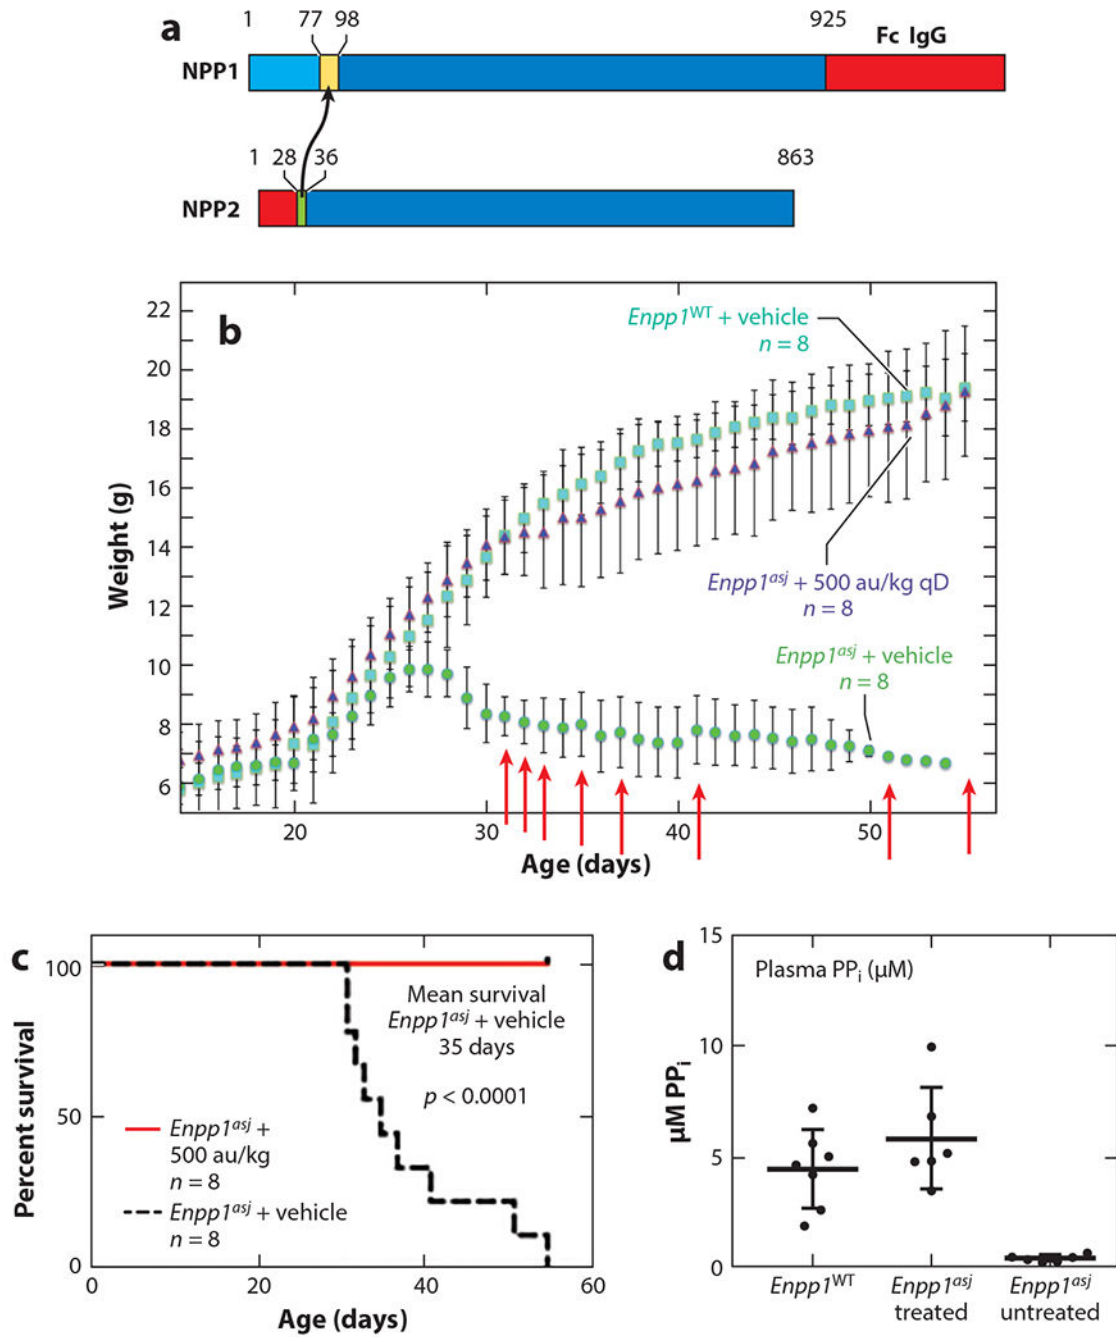 a
1 77 98 925
Fc IgG
NPP1
1 28 36 863
NPP2
b
Enpp1WT + vehicle
n = 8
Enpp1asj + 500 au/kg qD
n = 8
Enpp1asj + vehicle
n = 8
Weight (g)
22
20
18
16
14
12
10
8
6
20 30 40 50
Age (days)
c
Percent survival
100
50
0
Mean survival
Enpp1asj + vehicle
35 days
p < 0.0001
Enpp1asj +
500 au/kg
n = 8
Enpp1asj + vehicle
n = 8
0 20 40 60
Age (days)
d
Plasma PPi (μM)
μM PPi
15
10
5
0
Enpp1WT
Enpp1asj
treated
Enpp1asj
untreated